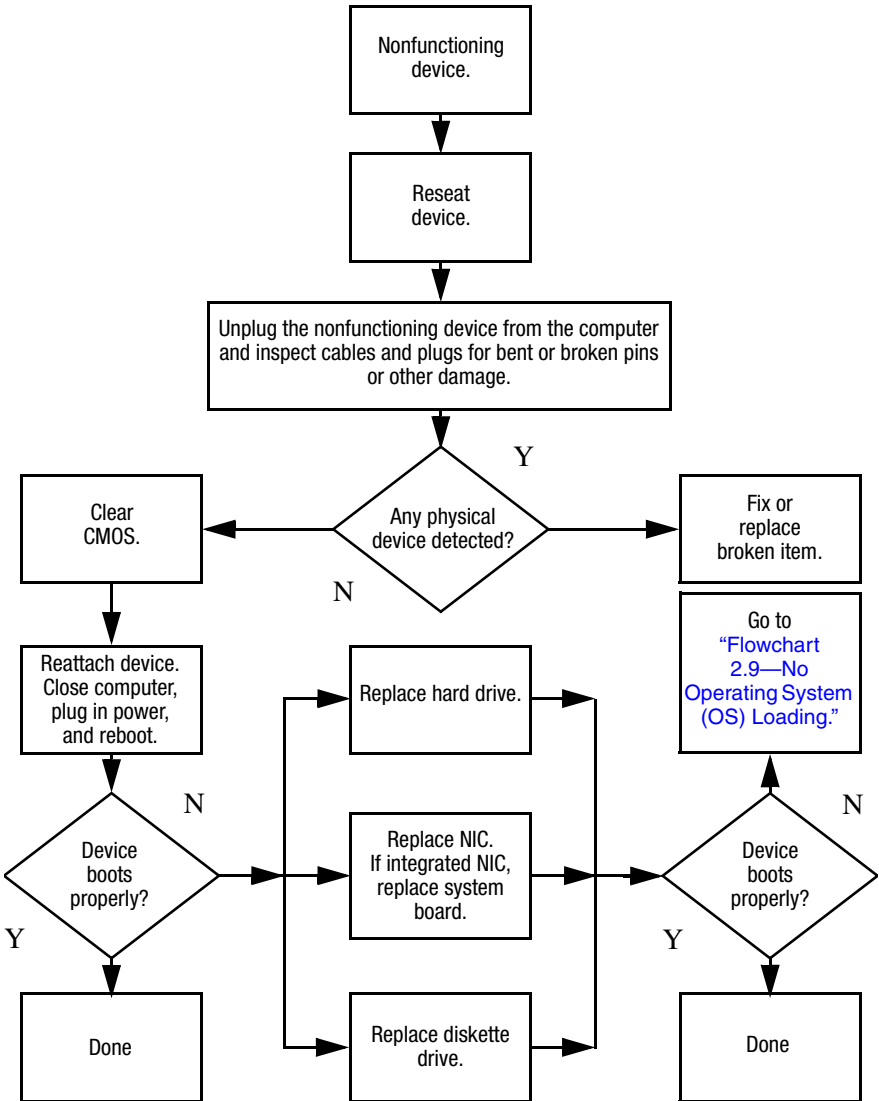 Nonfunctioning
device.
Reseat
device.
Unplug the nonfunctioning device from the computer
and inspect cables and plugs for bent or broken pins
or other damage.
Y
Any physical
device detected?
N
Clear
CMOS.
Fix or
replace
broken item.
Reattach device.
Close computer,
plug in power,
and reboot.
Go to
“Flowchart
2.9—No
Operating System
(OS) Loading.”
Replace hard drive.
N
Device
boots
properly?
Y
Replace NIC.
If integrated NIC,
replace system
board.
N
Device
boots
properly?
Y
Done
Replace diskette
drive.
Done